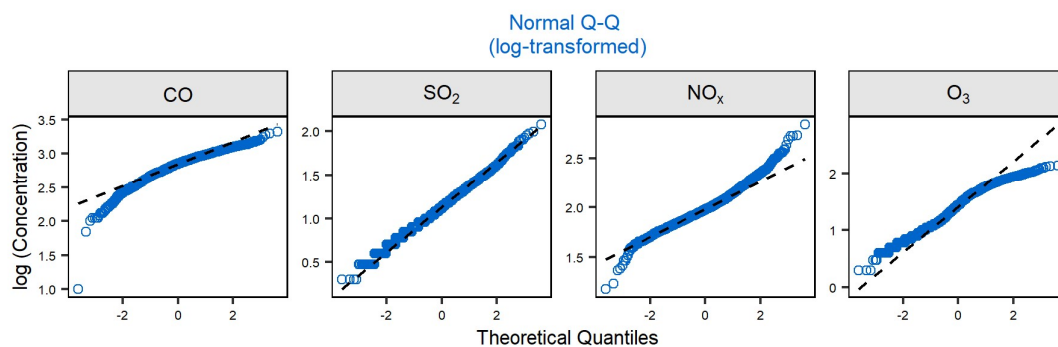 Normal Q-Q
(log-transformed)
CO
SO₂
NOₓ
O₃
log (Concentration)
3.5
3.0
2.5
2.0
1.5
1.0
2.0
1.5
1.0
0.5
2.5
2.0
1.5
2
1
0
-2 0 2
-2 0 2
-2 0 2
-2 0 2
Theoretical Quantiles